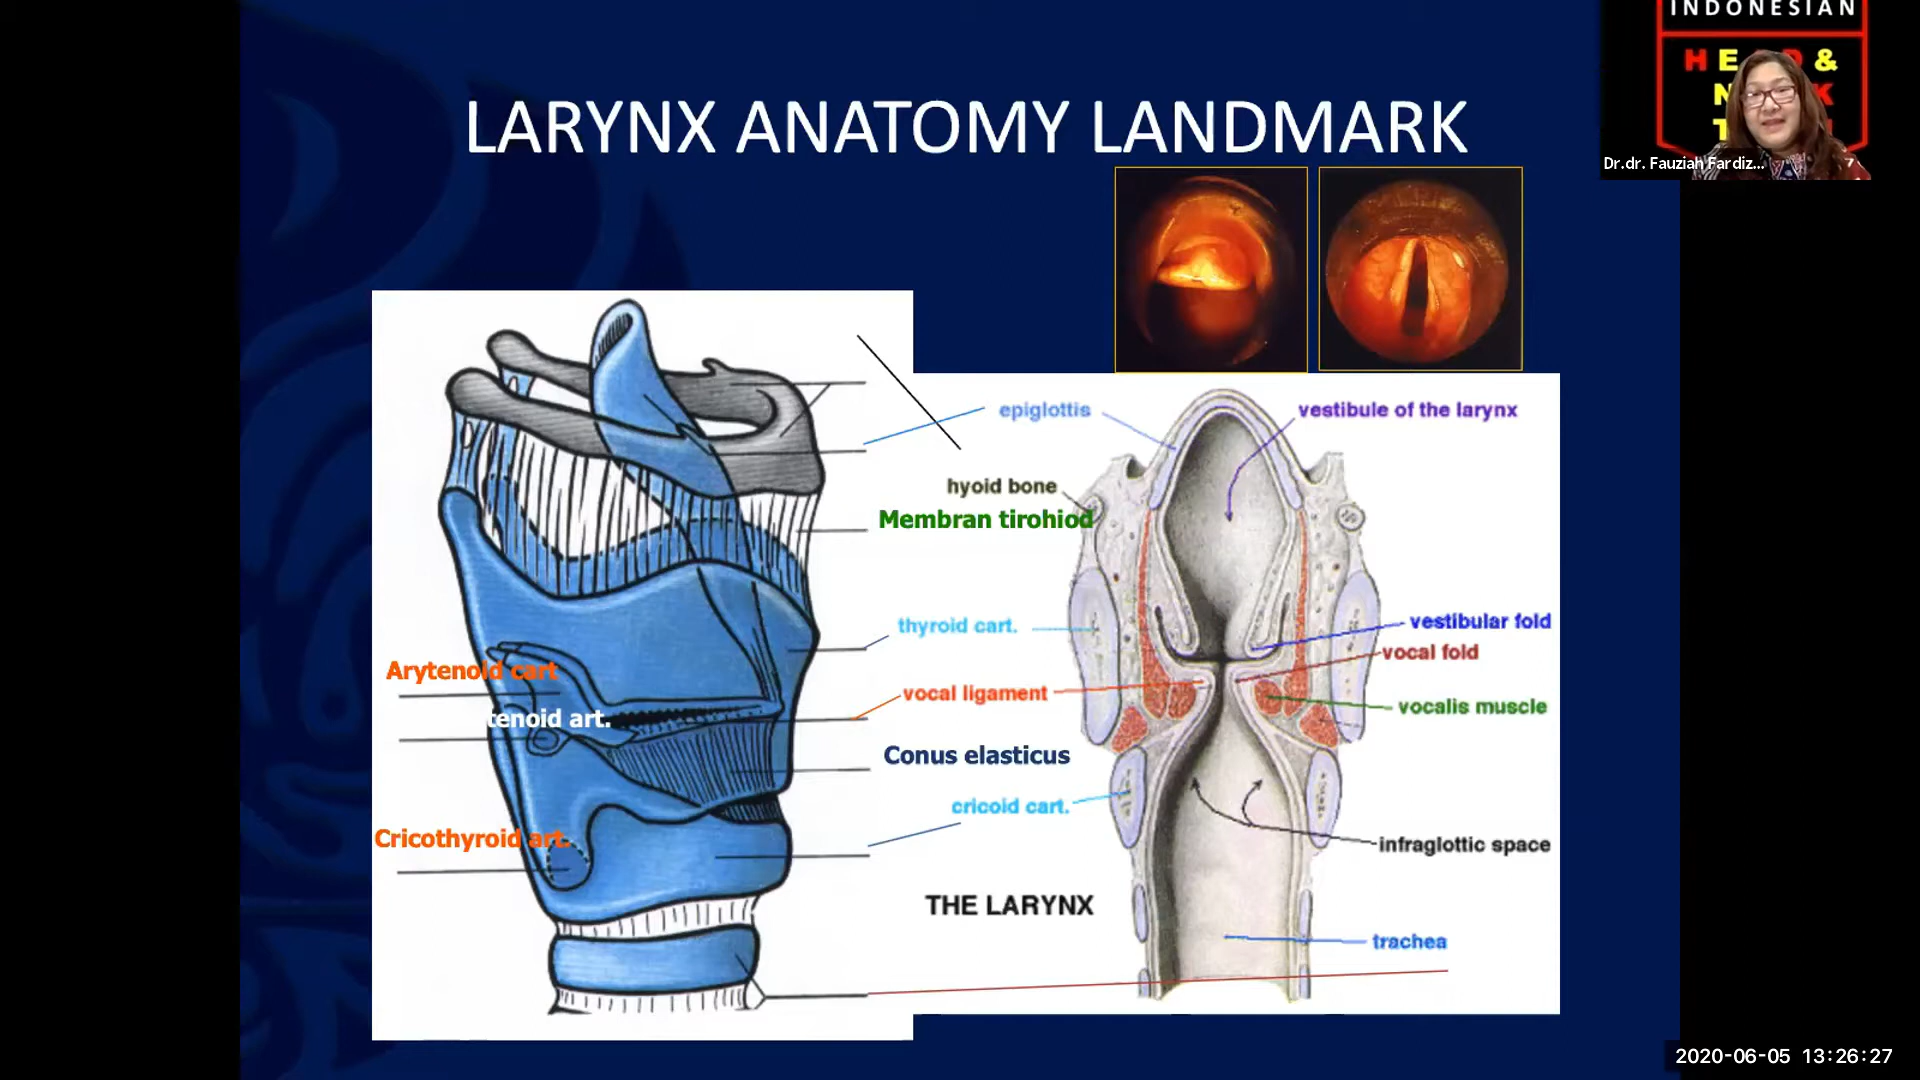 INDONESIAN
HE &
N K
T
Dr.dr. Fauziah Fardiz...
LARYNX ANATOMY LANDMARK
epiglottis
vestibule of the larynx
hyoid bone
Membran tirohiod
thyroid cart.
vestibular fold
vocal fold
Arytenoid cart
vocal ligament
vocalis muscle
tenoid art.
Conus elasticus
cricoid cart.
Cricothyroid art.
infraglottic space
THE LARYNX
trachea
2020-06-05 13:26:27